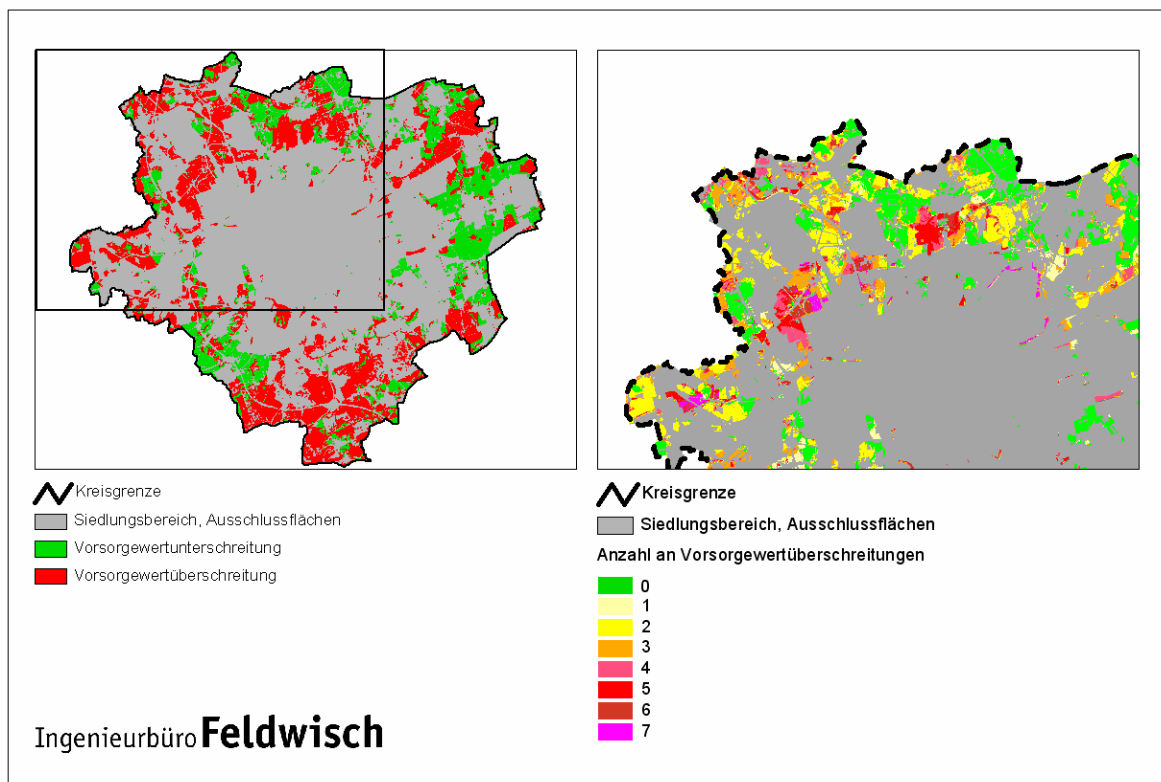 Kreisgrenze
Siedlungsbereich, Ausschlussflächen
Vorsorgewertunterschreitung
Vorsorgewertüberschreitung
Kreisgrenze
Siedlungsbereich, Ausschlussflächen
Anzahl an Vorsorgewertüberschreitungen
0
1
2
3
4
5
6
7
Ingenieurbüro Feldwisch